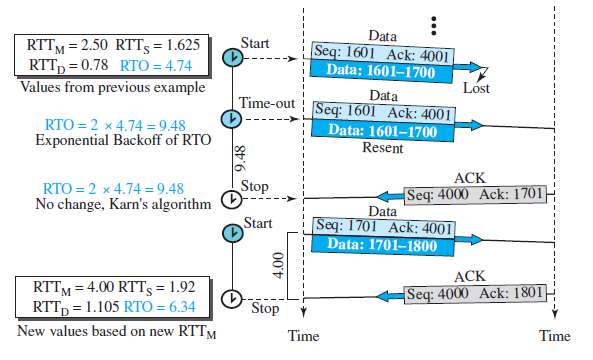 Data
RTTM = 2.50 RTTS = 1.625
Start
Seq: 1601 Ack: 4001
RTTD = 0.78 RTO = 4.74
Data: 1601–1700
Values from previous example
Lost
Data
Time-out
Seq: 1601 Ack: 4001
RTO = 2 × 4.74 = 9.48
Data: 1601–1700
Exponential Backoff of RTO
Resent
9.48
ACK
RTO = 2 × 4.74 = 9.48
Stop
Seq: 4000 Ack: 1701
No change, Karn's algorithm
Data
Start
Seq: 1701 Ack: 4001
Data: 1701–1800
4.00
ACK
RTTM = 4.00 RTTS = 1.92
Seq: 4000 Ack: 1801
RTTD = 1.105 RTO = 6.34
Stop
New values based on new RTTM
Time
Time